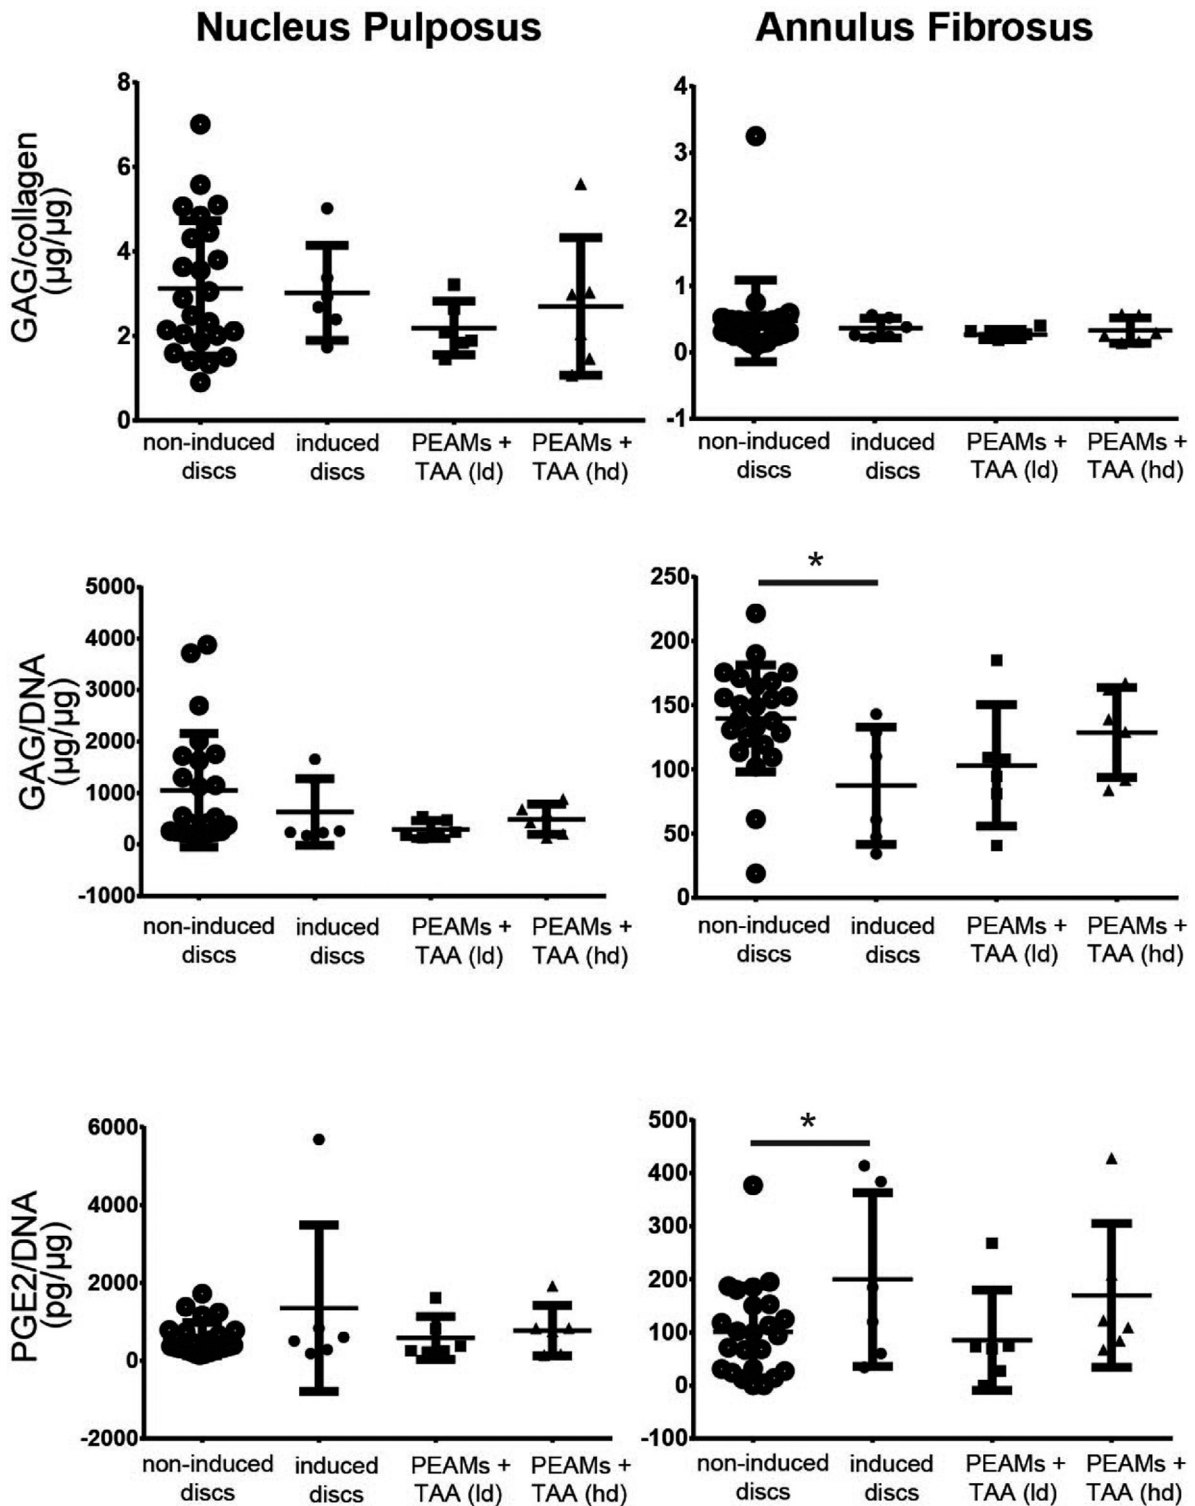 Nucleus Pulposus
Annulus Fibrosus
GAG/collagen
(µg/µg)
8
6
4
2
0
non-induced
discs
induced
discs
PEAMs +
TAA (ld)
PEAMs +
TAA (hd)
4
3
2
1
0
-1
non-induced
discs
induced
discs
PEAMs +
TAA (ld)
PEAMs +
TAA (hd)
GAG/DNA
(µg/µg)
5000
4000
3000
2000
1000
0
-1000
non-induced
discs
induced
discs
PEAMs +
TAA (ld)
PEAMs +
TAA (hd)
*
250
200
150
100
50
0
non-induced
discs
induced
discs
PEAMs +
TAA (ld)
PEAMs +
TAA (hd)
PGE2/DNA
(pg/µg)
6000
4000
2000
0
-2000
non-induced
discs
induced
discs
PEAMs +
TAA (ld)
PEAMs +
TAA (hd)
*
500
400
300
200
100
0
-100
non-induced
discs
induced
discs
PEAMs +
TAA (ld)
PEAMs +
TAA (hd)